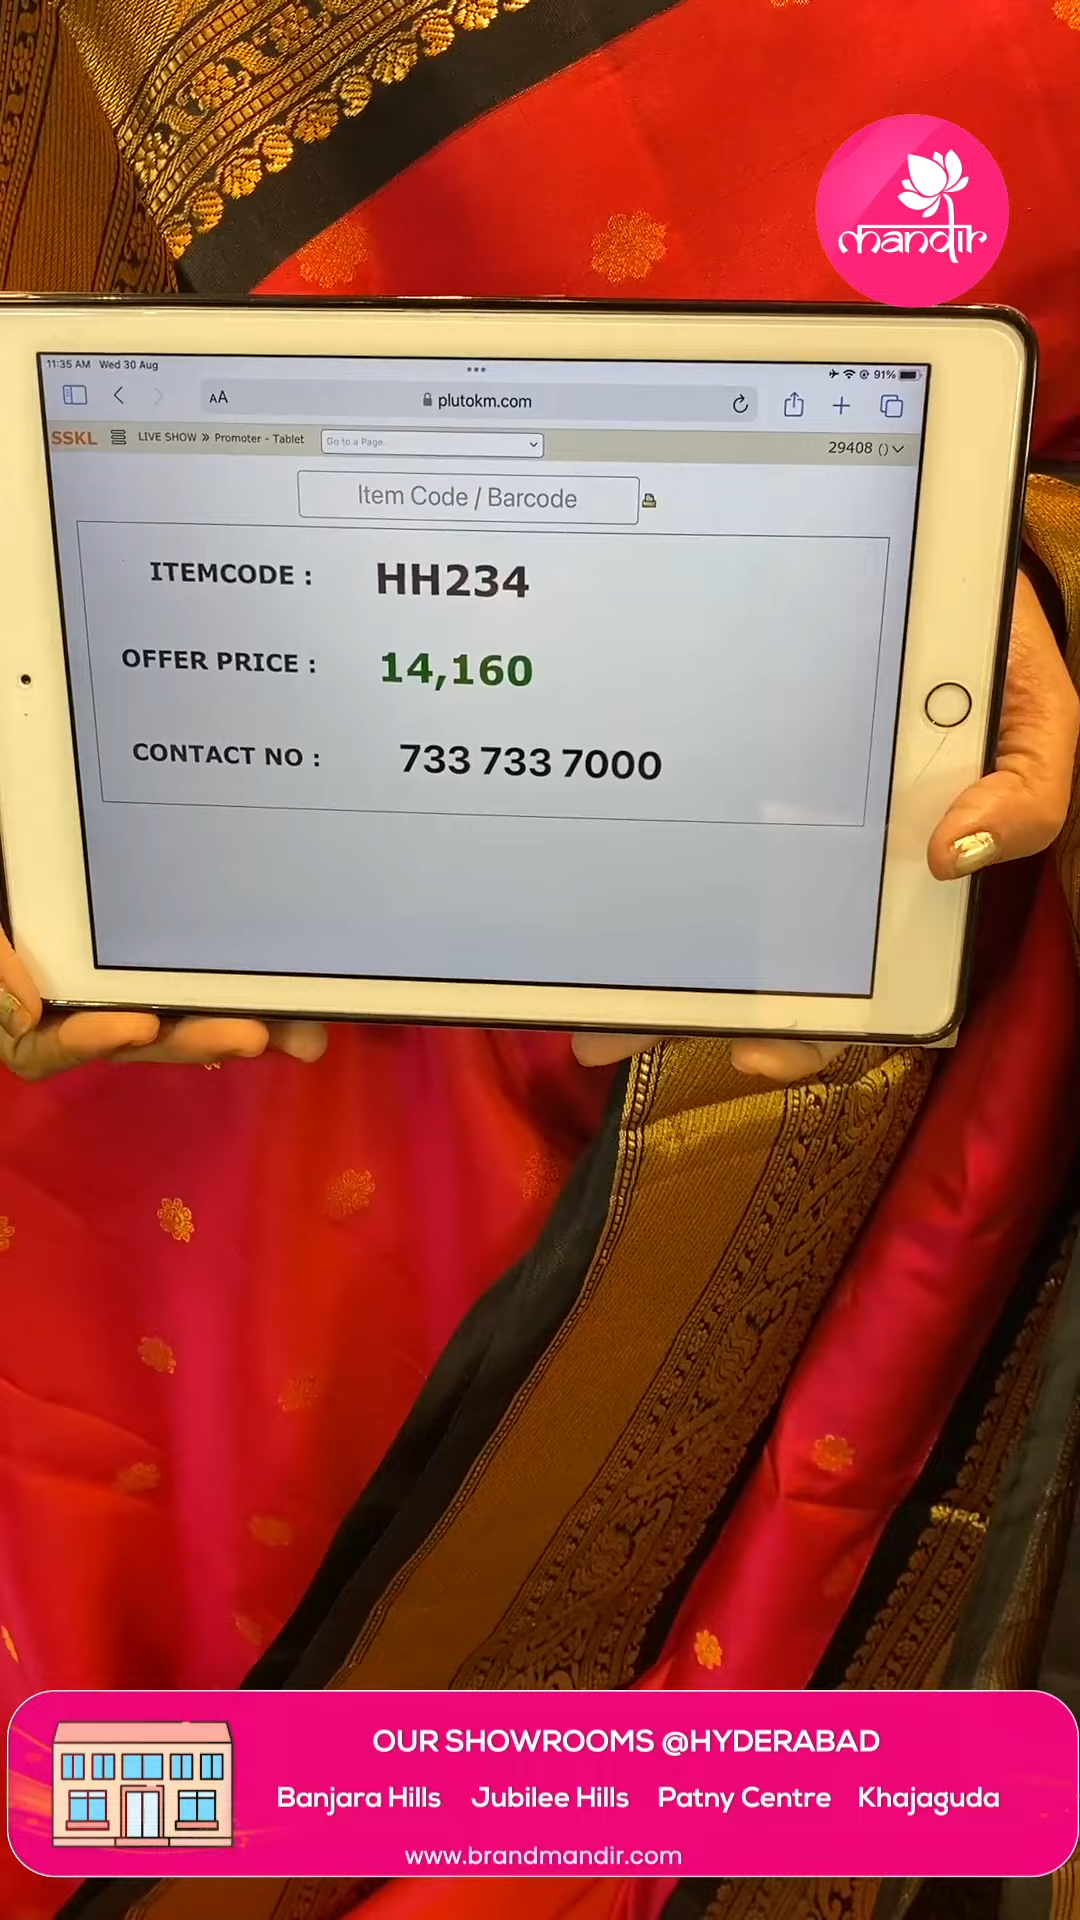 mandir
11:35 AM Wed 30 Aug
91%
AA
plutokm.com
SSKL
LIVE SHOW » Promoter - Tablet
Go to a Page
29408 ()
Item Code / Barcode
ITEMCODE : HH234
OFFER PRICE : 14,160
CONTACT NO : 733 733 7000
OUR SHOWROOMS @HYDERABAD
Banjara Hills Jubilee Hills Patny Centre Khajaguda
www.brandmandir.com